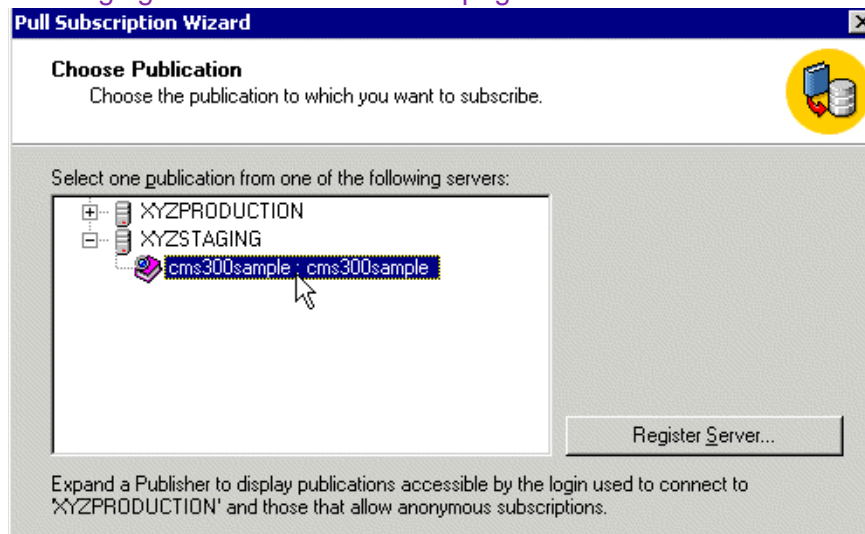 Pull Subscription Wizard
Choose Publication
Choose the publication to which you want to subscribe.
Select one publication from one of the following servers:
XYZPRODUCTION
XYZSTAGING
cms300sample : cms300sample
Register Server...
Expand a Publisher to display publications accessible by the login used to connect to
'XYZPRODUCTION' and those that allow anonymous subscriptions.